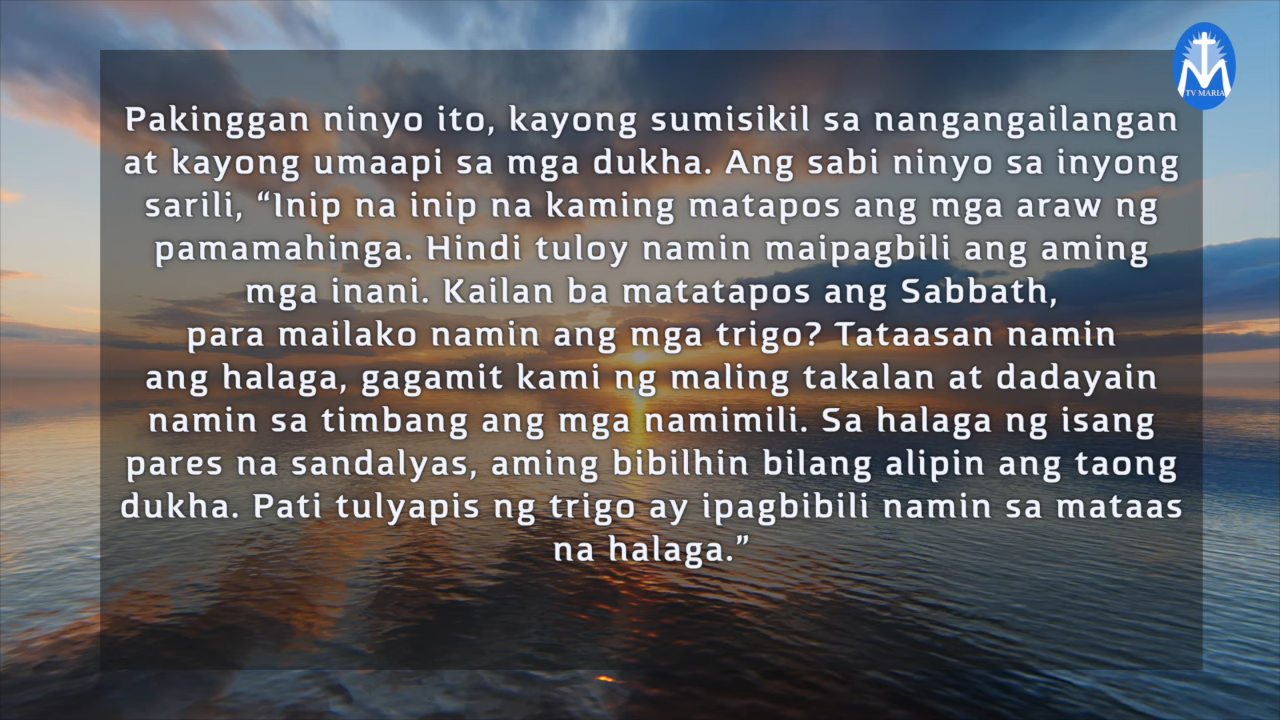 TV MARIA
Pakinggan ninyo ito, kayong sumisikil sa nangangailangan
at kayong umaapi sa mga dukha. Ang sabi ninyo sa inyong
sarili, “Inip na inip na kaming matapos ang mga araw ng
pamamahinga. Hindi tuloy namin maipagbili ang aming
mga inani. Kailan ba matatapos ang Sabbath,
para mailako namin ang mga trigo? Tataasan namin
ang halaga, gagamit kami ng maling takalan at dadayain
namin sa timbang ang mga namimili. Sa halaga ng isang
pares na sandalyas, aming bibilhin bilang alipin ang taong
dukha. Pati tulyapis ng trigo ay ipagbibili namin sa mataas
na halaga.”